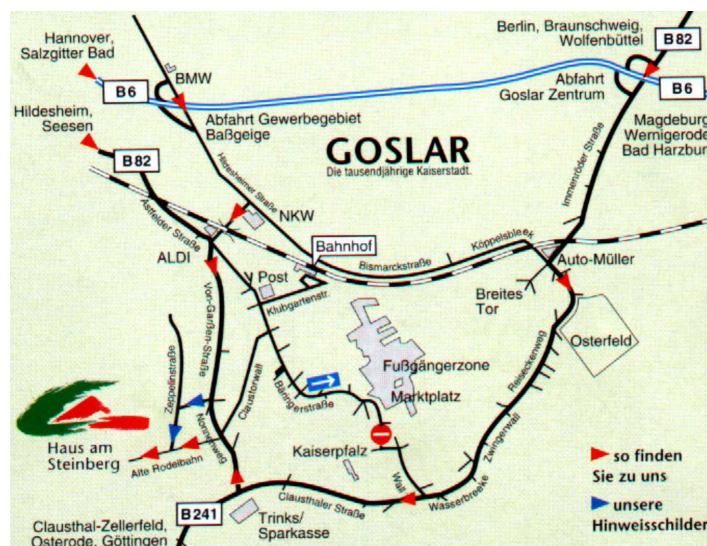 Hannover,
Salzgitter Bad
BMW
B6
Hildesheim,
Seesen
B82
Abfahrt Gewerbegebiet
Baßgeige
Berlin, Braunschweig,
Wolfenbüttel
B82
Abfahrt
Goslar Zentrum
B6
Magdeburg
Wernigerode
Bad Harzburg
GOSLAR
Die tausendjährige Kaiserstadt.
Hildesheimer Straße
Immenröder Straße
Astfelder Straße
NKW
ALDI
Bahnhof
Bismarckstraße
Köppelsbleek
Auto-Müller
Post
Klubgartenstr.
Breites
Tor
Von-Garßen-Straße
Osterfeld
Zeppelinstraße
Claustorwall
Bäringerstraße
Fußgängerzone
Marktplatz
Reiseckenweg
Haus am
Steinberg
Nonnenweg
Alte Rodelbahn
Kaiserpfalz
Wall
Zwingerwall
Wasserbreeke
Clausthaler Straße
B241
Trinks/
Sparkasse
Clausthal-Zellerfeld,
Osterode, Göttingen
so finden
Sie zu uns
unsere
Hinweisschilder